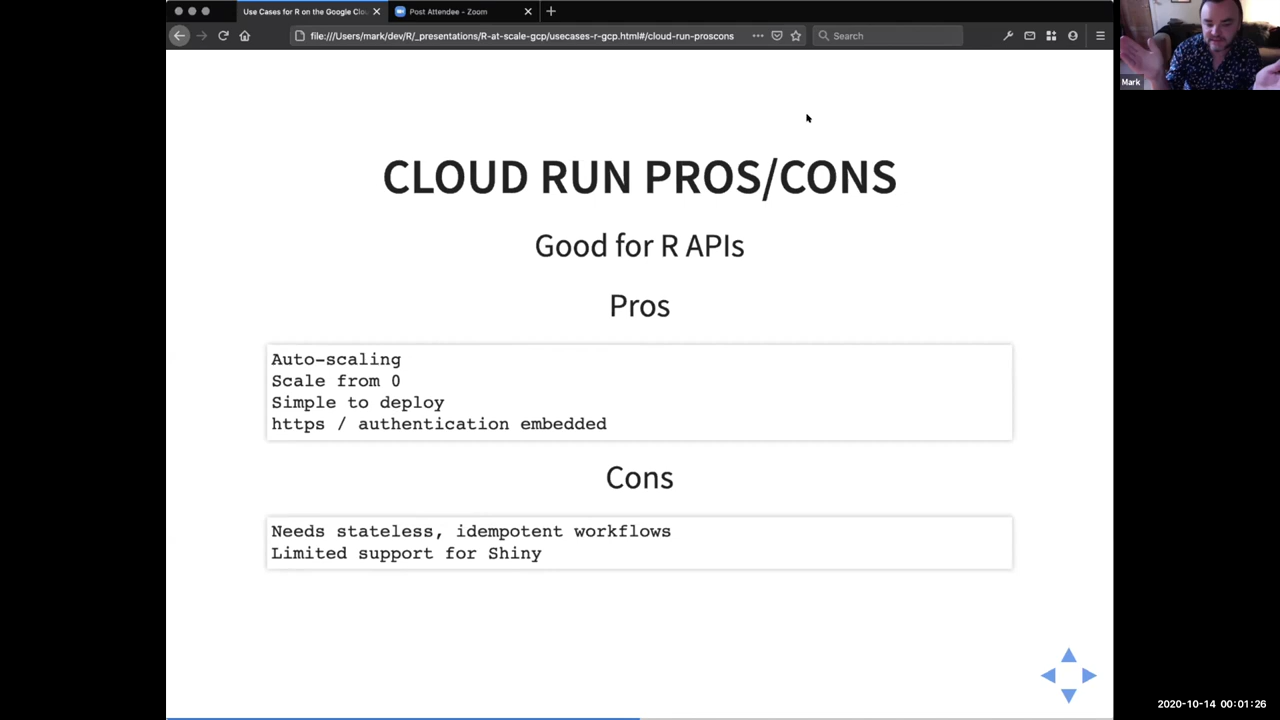 Use Cases for R on the Google Clou
Post Attendee - Zoom
file:///Users/mark/dev/R/_presentations/R-at-scale-gcp/usecases-r-gcp.html#/cloud-run-proscons
Search
Mark
CLOUD RUN PROS/CONS
Good for R APIs
Pros
Auto-scaling
Scale from 0
Simple to deploy
https / authentication embedded
Cons
Needs stateless, idempotent workflows
Limited support for Shiny
2020-10-14 00:01:26